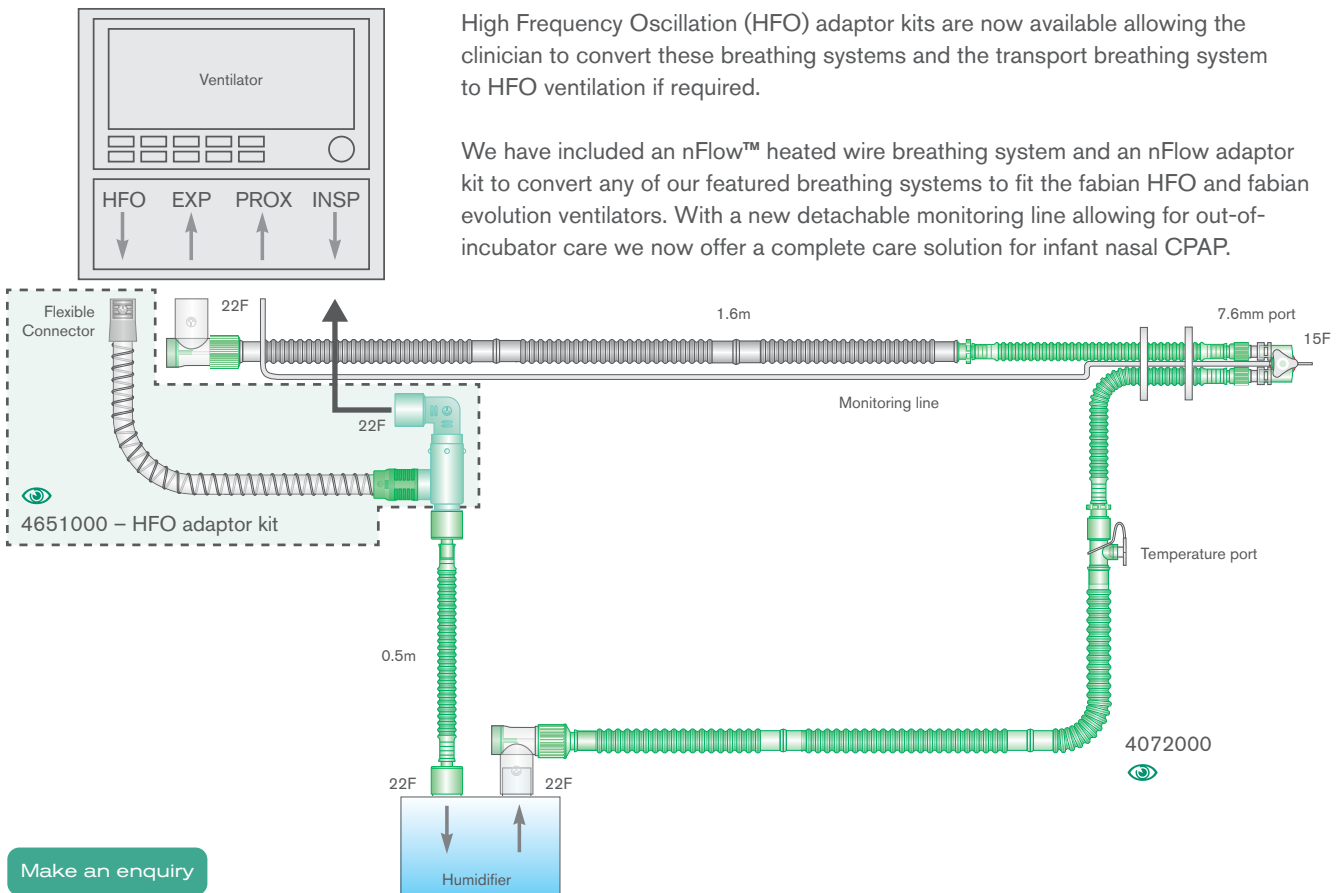 High Frequency Oscillation (HFO) adaptor kits are now available allowing the
clinician to convert these breathing systems and the transport breathing system
to HFO ventilation if required.
We have included an nFlow™ heated wire breathing system and an nFlow adaptor
kit to convert any of our featured breathing systems to fit the fabian HFO and fabian
evolution ventilators. With a new detachable monitoring line allowing for out-of-
incubator care we now offer a complete care solution for infant nasal CPAP.
Ventilator
HFO EXP PROX INSP
Flexible
Connector
22F
1.6m
7.6mm port
15F
Monitoring line
22F
4651000 – HFO adaptor kit
Temperature port
0.5m
4072000
22F
22F
Humidifier
Make an enquiry